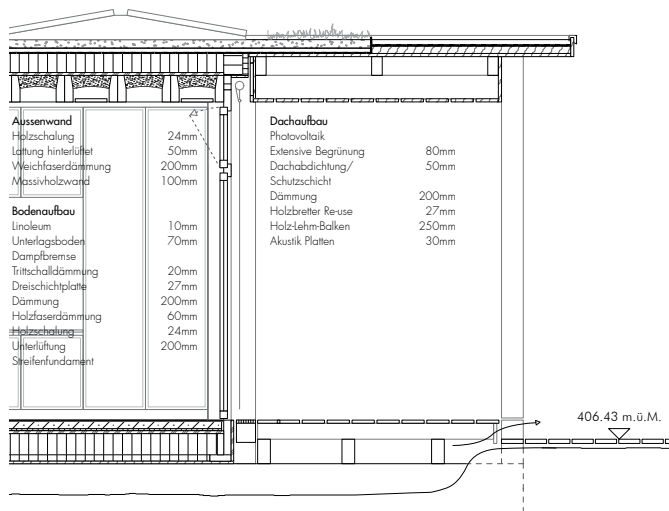 Aussenwand
Holzschalung 24mm
Lattung hinterlüftet 50mm
Weichfaserdämmung 200mm
Massivholzwand 100mm
Bodenaufbau
Linoleum 10mm
Unterlagsboden 70mm
Dampfbremse
Trittschalldämmung 20mm
Dreischichtplatte 27mm
Dämmung 200mm
Holzfaserdämmung 60mm
Holzschalung 24mm
Unterlüftung 200mm
Streifenfundament
Dachaufbau
Photovoltaik
Extensive Begrünung 80mm
Dachabdichtung/ 50mm
Schutzschicht
Dämmung 200mm
Holzbretter Re-use 27mm
Holz-Lehm-Balken 250mm
Akustik Platten 30mm
406.43 m.ü.M.